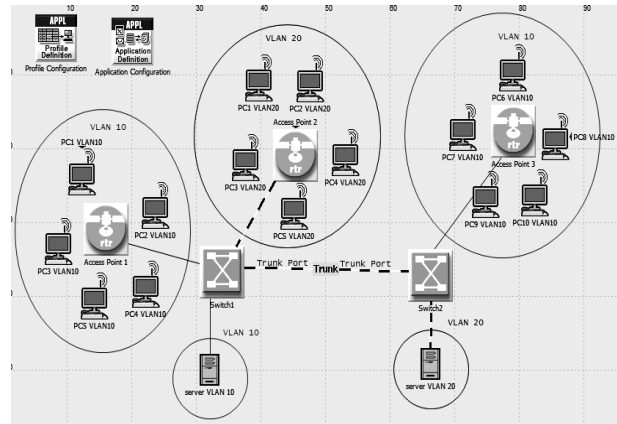 10 20 30 40 50 60 70 80 90
APPL
Profile
Definition
Profile Configuration
APPL
Application
Definition
Application Configuration
VLAN 20
PC1 VLAN20
PC2 VLAN20
Access Point 2
rtr
PC3 VLAN20
PC4 VLAN20
PC5 VLAN20
VLAN 10
PC6 VLAN10
PC7 VLAN10
PC8 VLAN10
rtr
Access Point 3
PC9 VLAN10
PC10 VLAN10
VLAN 10
PC1 VLAN10
PC2 VLAN10
PC3 VLAN10
rtr
Access Point 1
PC5 VLAN10
PC4 VLAN10
Trunk Port
Trunk
Trunk Port
Switch1
Switch2
VLAN 10
server VLAN 10
VLAN 20
server VLAN 20